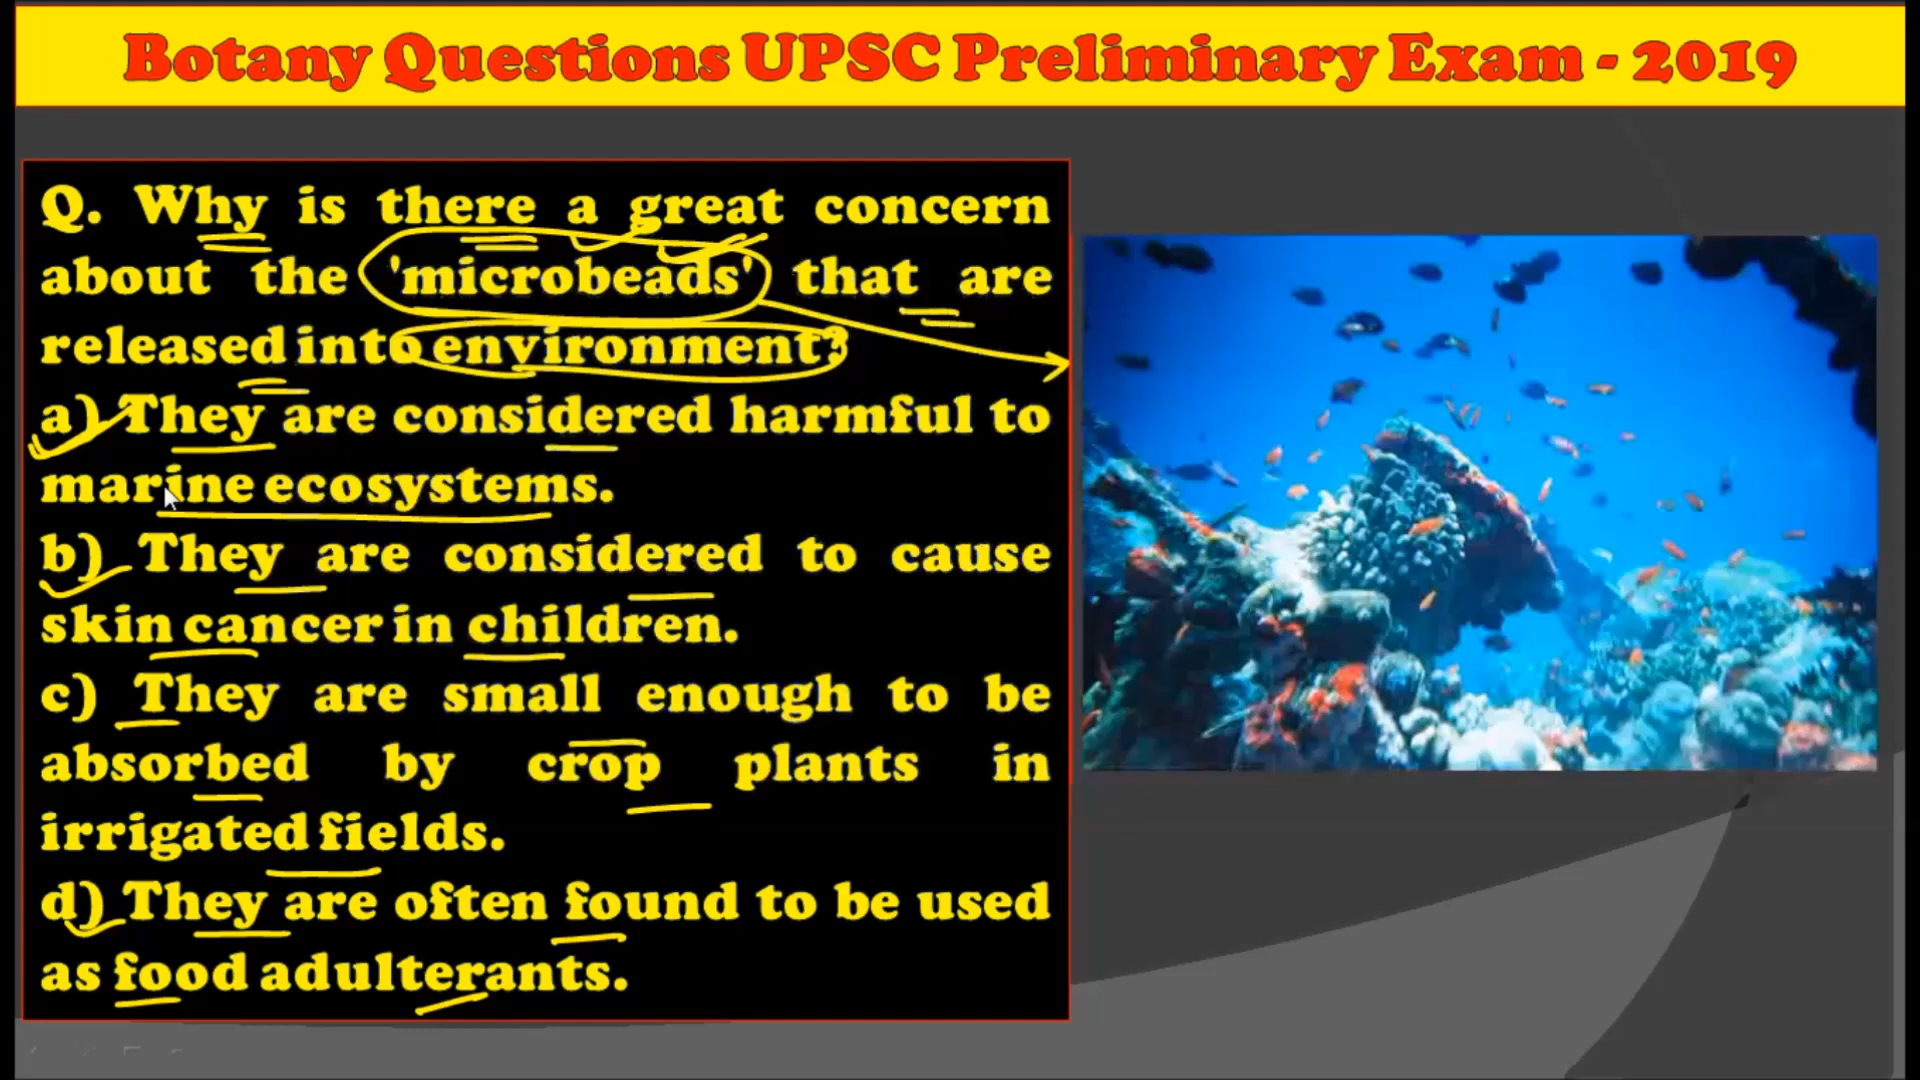 Botany Questions UPSC Preliminary Exam - 2019
Q. Why is there a great concern
about the 'microbeads' that are
released into environment?
a) They are considered harmful to
marine ecosystems.
b) They are considered to cause
skin cancer in children.
c) They are small enough to be
absorbed by crop plants in
irrigated fields.
d) They are often found to be used
as food adulterants.